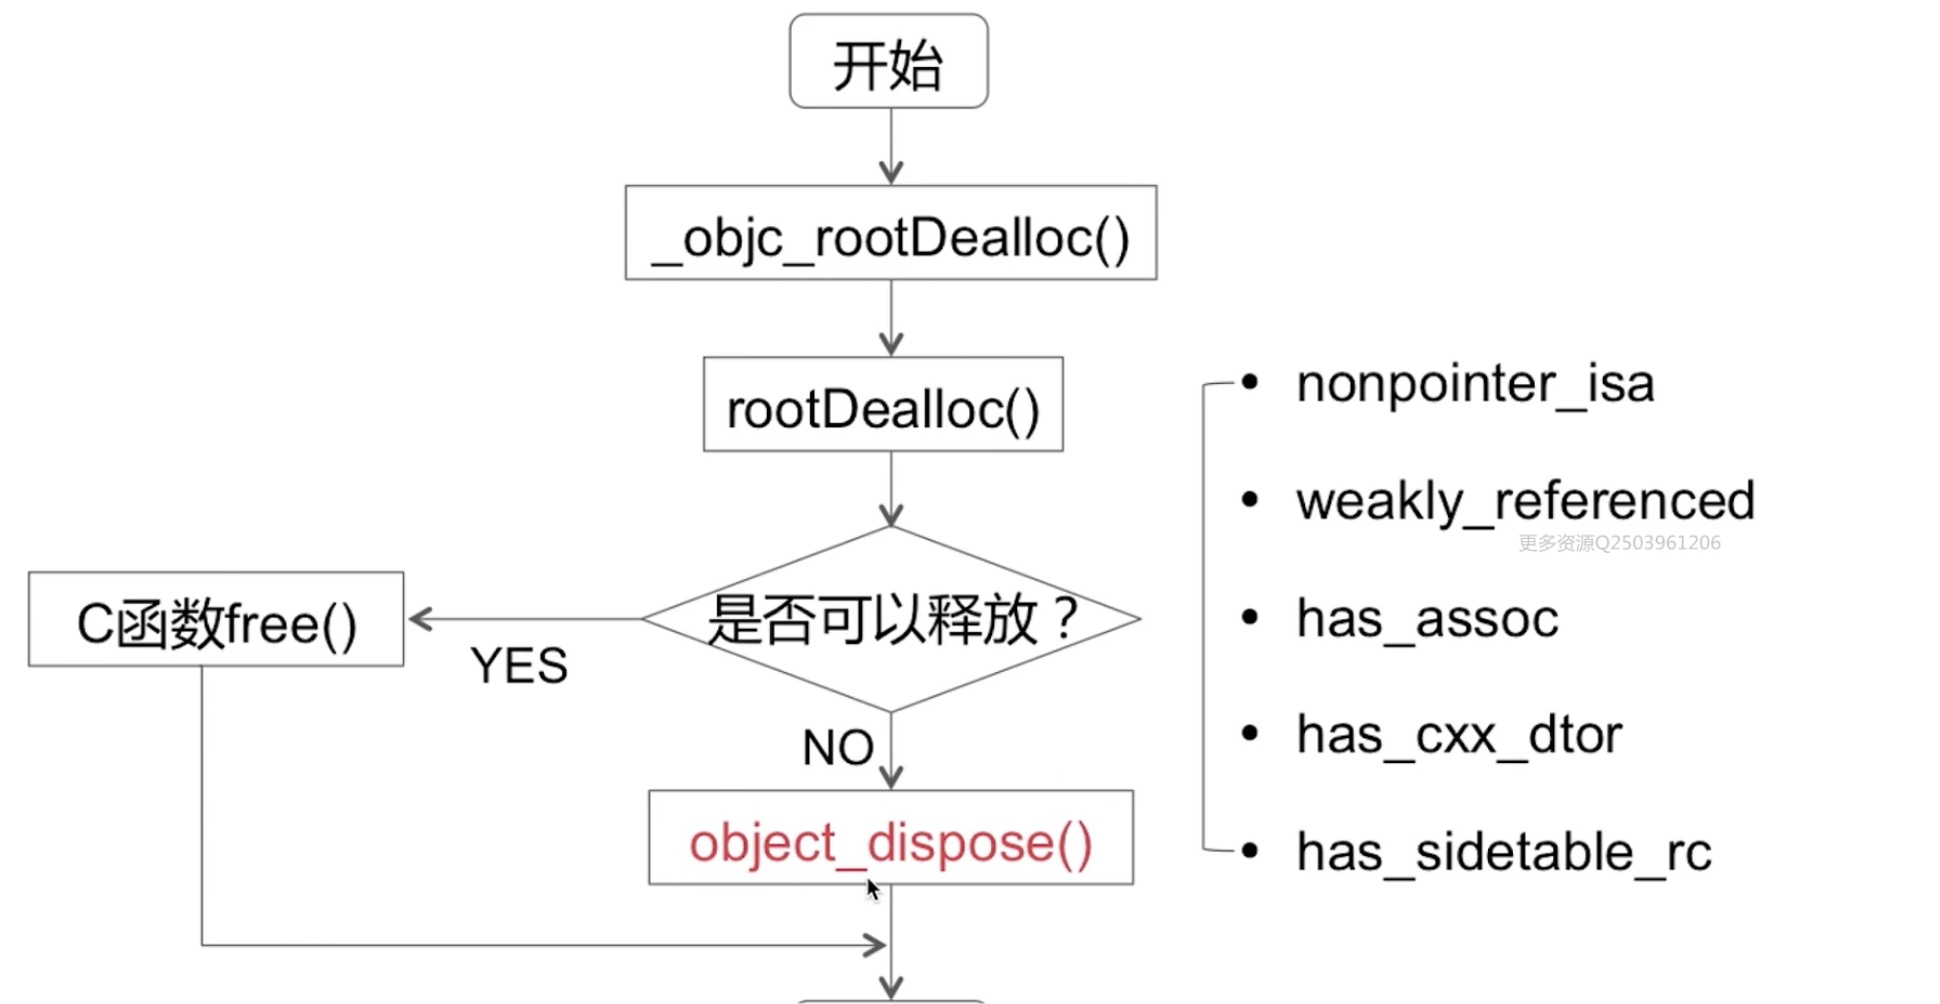 开始
_objc_rootDealloc()
rootDealloc()
是否可以释放？
YES
C函数free()
NO
object_dispose()
• nonpointer_isa
• weakly_referenced
更多资源Q2503961206
• has_assoc
• has_cxx_dtor
• has_sidetable_rc